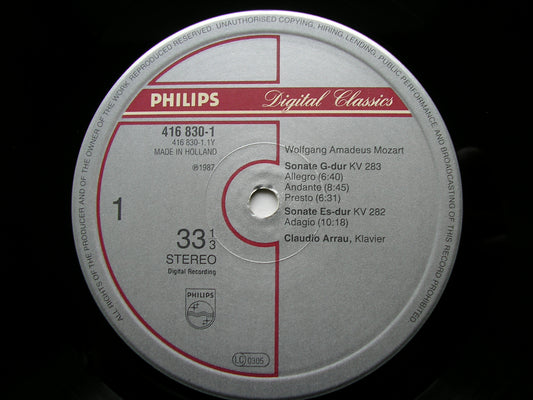 ALL RIGHTS OF THE PRODUCER AND OF THE OWNER OF THE WORK REPRODUCED RESERVED. UNAUTHORISED COPYING, HIRING, LENDING, PUBLIC PERFORMANCE AND BROADCASTING OF THIS RECORD PROHIBITED.
PHILIPS Digital Classics
416 830-1
416 830-1.1Y
MADE IN HOLLAND
℗1987
1
33 1/3
STEREO
Digital Recording
PHILIPS
Wolfgang Amadeus Mozart
Sonate G-dur KV 283
Allegro (6:40)
Andante (8:45)
Presto (6:31)
Sonate Es-dur KV 282
Adagio (10:18)
Claudio Arrau, Klavier
LC 0305